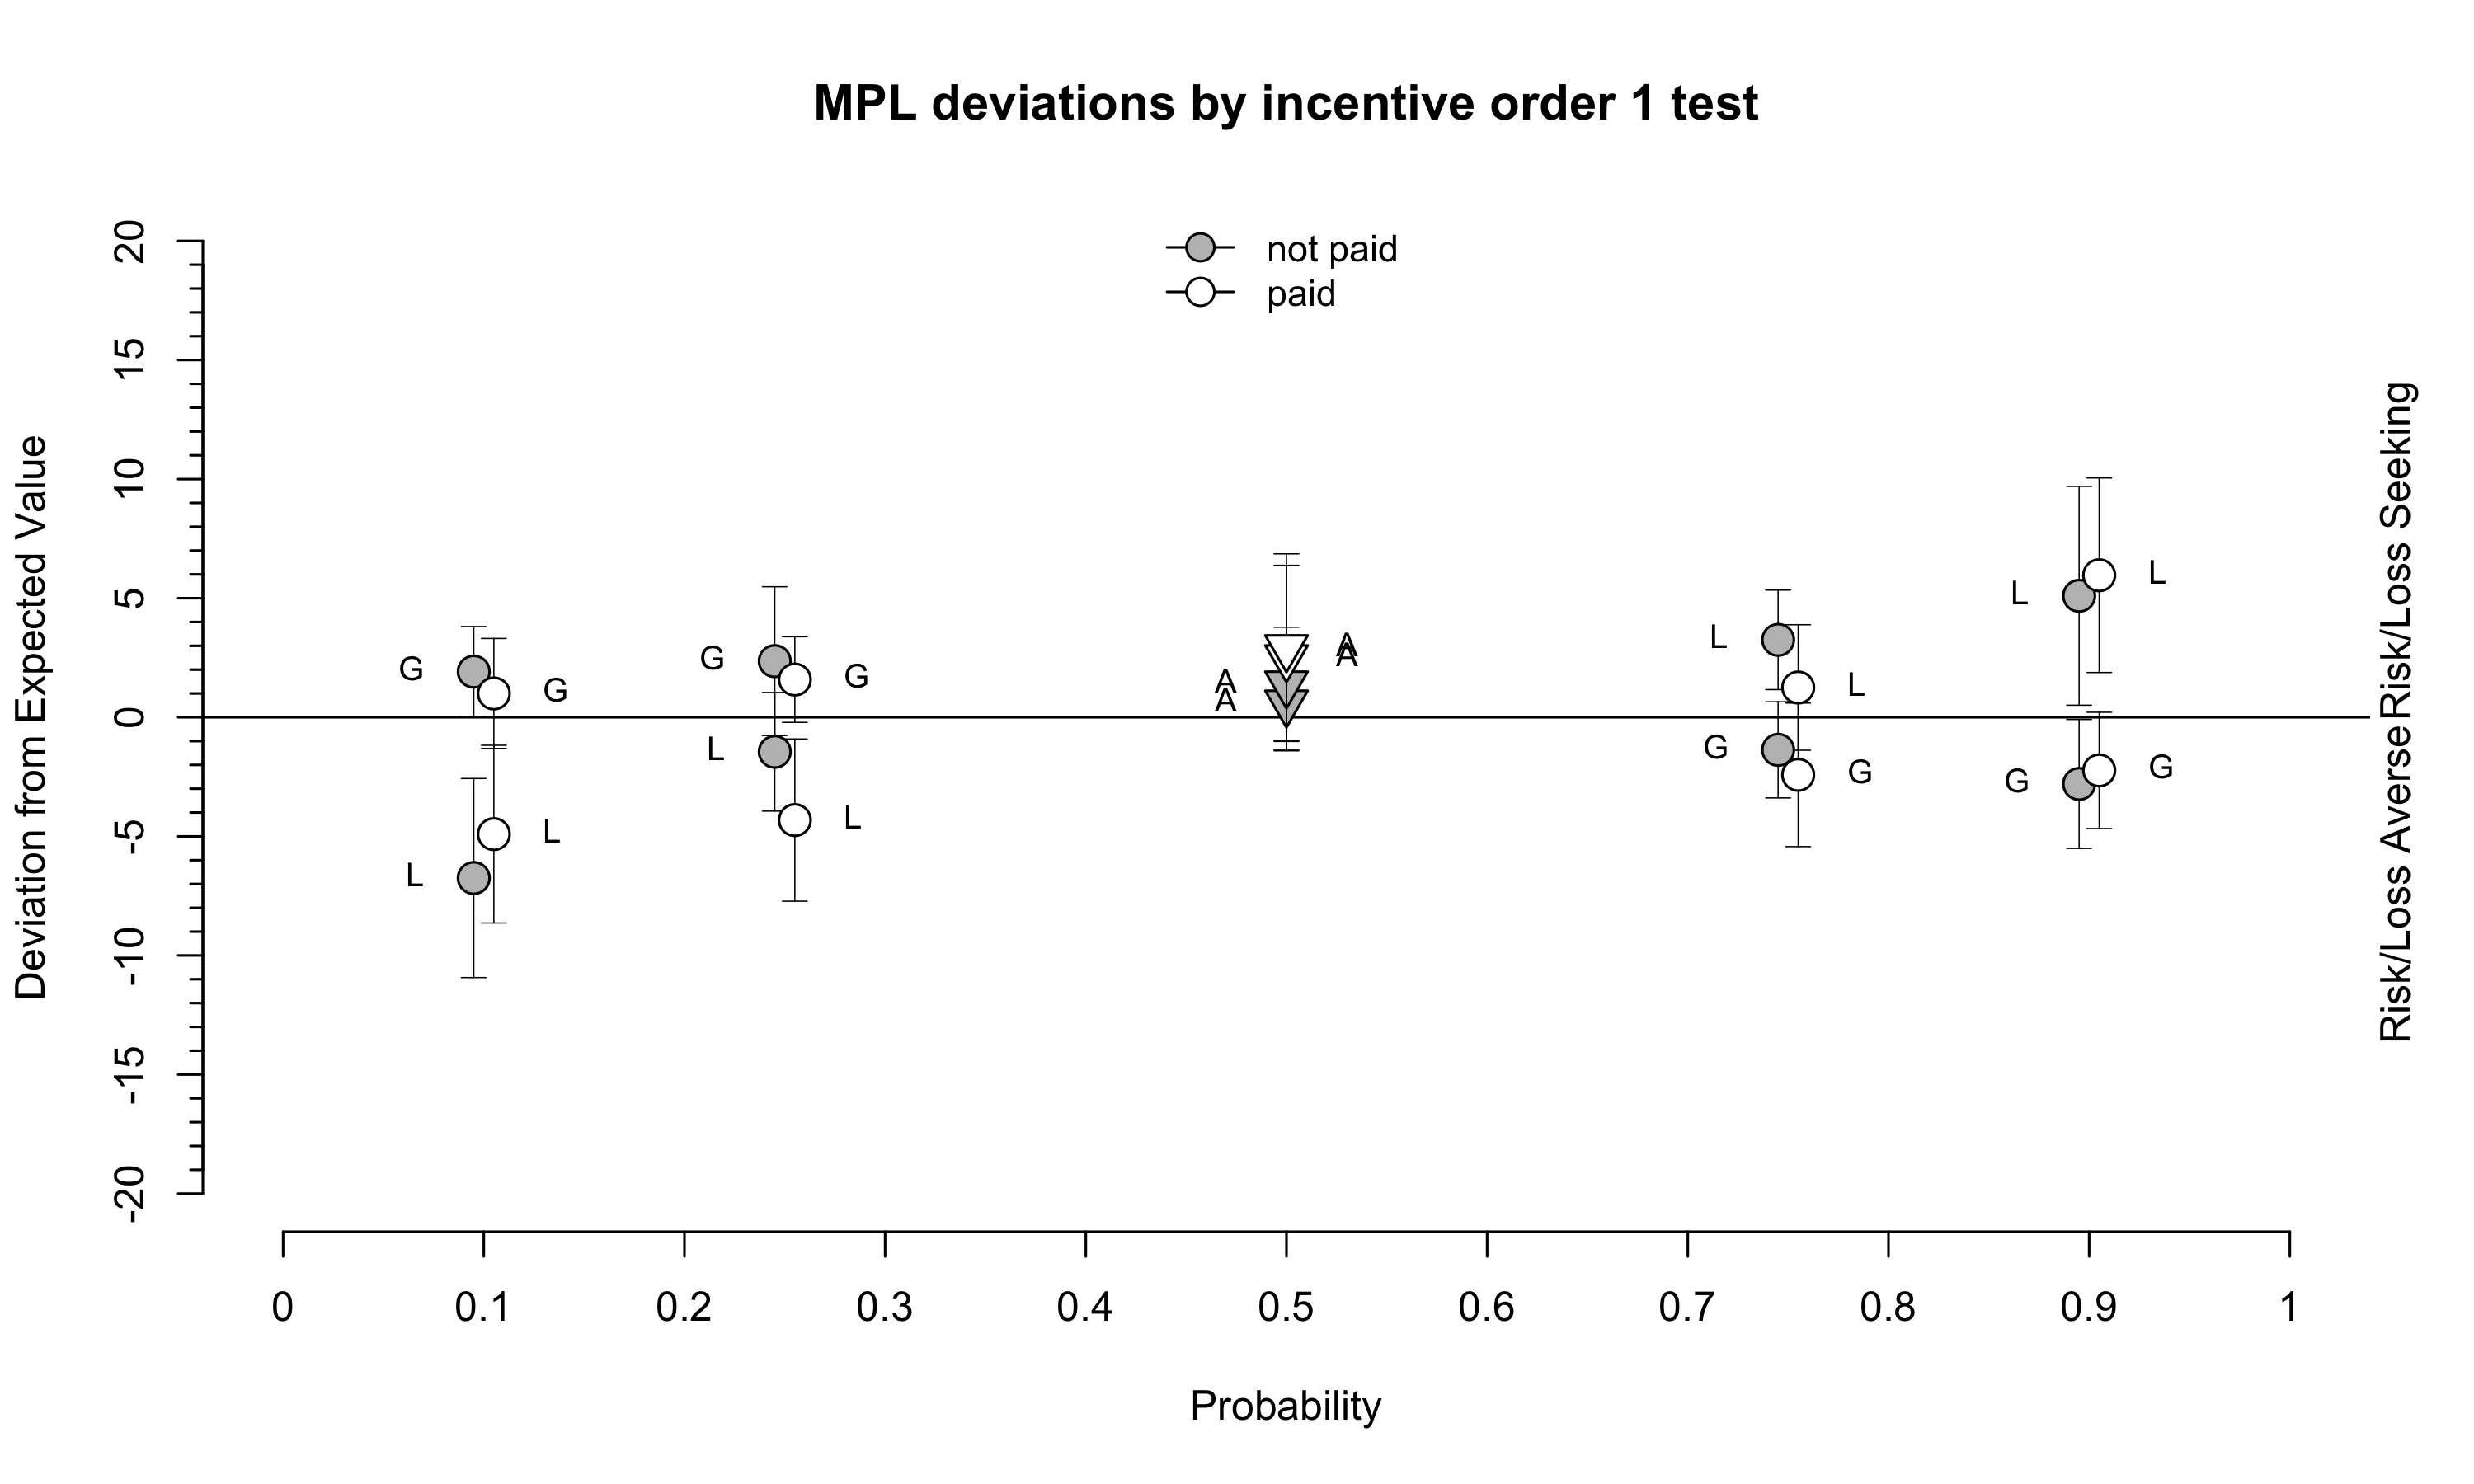 MPL deviations by incentive order 1 test
not paid
paid
Deviation from Expected Value
20
15
10
5
0
-5
-10
-15
-20
Risk/Loss Seeking
Risk/Loss Averse
G
G
L
L
G
G
L
L
A
A
A
A
L
L
G
G
L
L
G
G
0 0.1 0.2 0.3 0.4 0.5 0.6 0.7 0.8 0.9 1
Probability